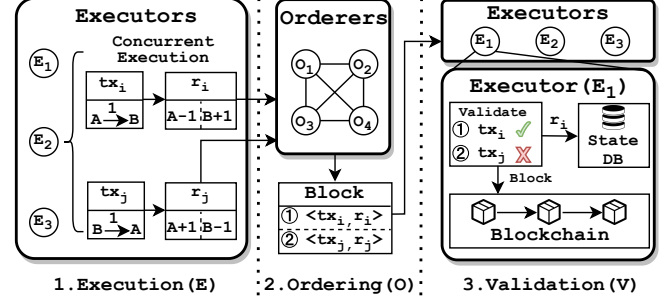 Executors
Concurrent
Execution
E1
E2
E3
txi
1
A→B
ri
A-1 B+1
txj
1
B→A
rj
A+1 B-1
1.Execution(E)
Orderers
O1
O2
O3
O4
Block
① <txi,ri>
② <txj,rj>
2.Ordering(O)
Executors
E1 E2 E3
Executor(E1)
Validate
① txi ✓
② txj X
ri
State
DB
Block
Blockchain
3.Validation(V)